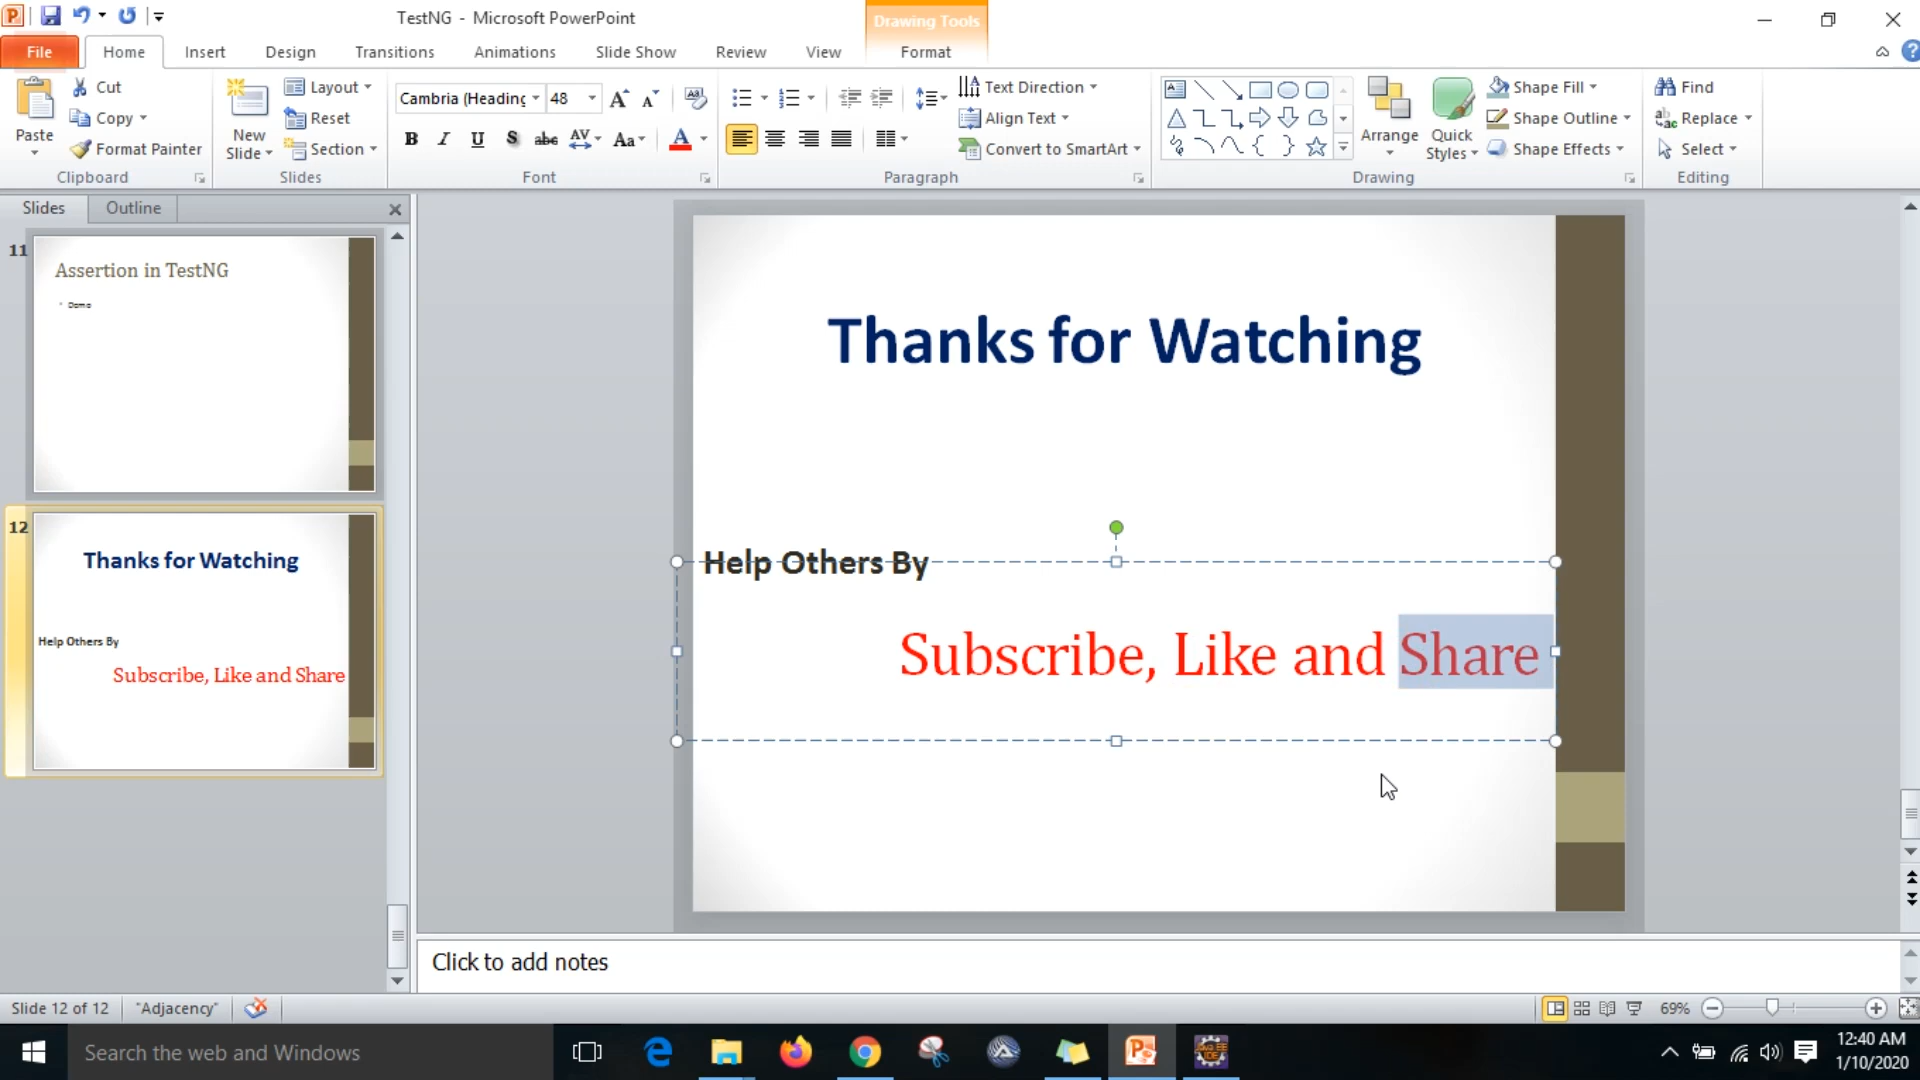 TestNG - Microsoft PowerPoint
Drawing Tools
File Home Insert Design Transitions Animations Slide Show Review View Format
Paste
Cut
Copy
Format Painter
Clipboard
New
Slide
Layout
Reset
Section
Slides
Cambria (Heading 48
Font
Text Direction
Align Text
Convert to SmartArt
Paragraph
Arrange
Quick
Styles
Shape Fill
Shape Outline
Shape Effects
Drawing
Find
Replace
Select
Editing
Slides Outline
11
Assertion in TestNG
Demo
12
Thanks for Watching
Help Others By
Subscribe, Like and Share
Thanks for Watching
Help Others By
Subscribe, Like and Share
Click to add notes
Slide 12 of 12 "Adjacency" 69%
Search the web and Windows
12:40 AM
1/10/2020